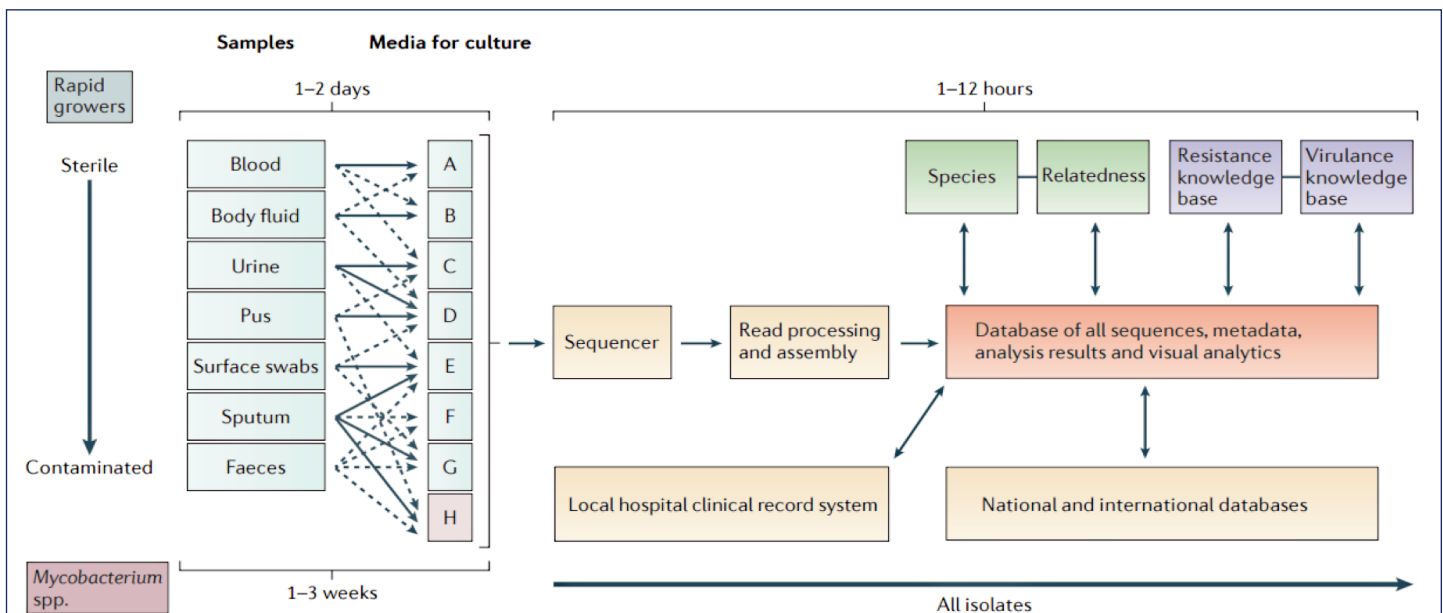 Samples
Media for culture
Rapid
growers
1–2 days
1–12 hours
Sterile
Contaminated
Blood
Body fluid
Urine
Pus
Surface swabs
Sputum
Faeces
A
B
C
D
E
F
G
H
Species
Relatedness
Resistance
knowledge
base
Virulance
knowledge
base
Sequencer
Read processing
and assembly
Database of all sequences, metadata,
analysis results and visual analytics
Local hospital clinical record system
National and international databases
Mycobacterium
spp.
1–3 weeks
All isolates